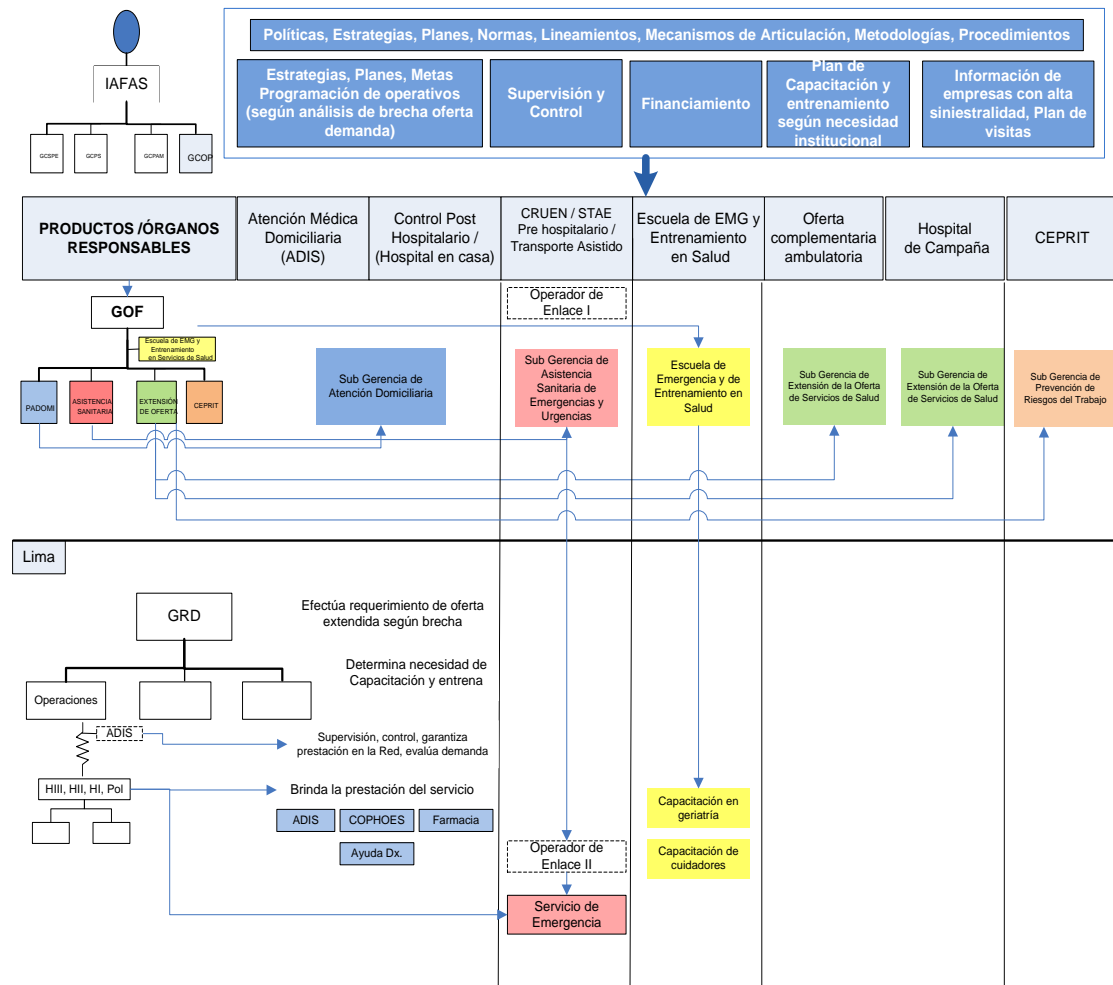 Políticas, Estrategias, Planes, Normas, Lineamientos, Mecanismos de Articulación, Metodologías, Procedimientos
Estrategias, Planes, Metas
Programación de operativos
(según análisis de brecha oferta
demanda)
Supervisión y
Control
Financiamiento
Plan de
Capacitación y
entrenamiento
según necesidad
institucional
Información de
empresas con alta
siniestralidad, Plan de
visitas
IAFAS
GCSPE
GCPS
GCPAM
GCOP
PRODUCTOS /ÓRGANOS
RESPONSABLES
Atención Médica
Domiciliaria
(ADIS)
Control Post
Hospitalario /
(Hospital en casa)
CRUEN / STAE
Pre hospitalario /
Transporte Asistido
Escuela de EMG y
Entrenamiento
en Salud
Oferta
complementaria
ambulatoria
Hospital
de Campaña
CEPRIT
Operador de
Enlace I
GOF
Escuela de EMG y
Entrenamiento
en Servicios de Salud
PADOMI
ASISTENCIA
SANITARIA
EXTENSIÓN
DE OFERTA
CEPRIT
Sub Gerencia de
Atención Domiciliaria
Sub Gerencia de
Asistencia
Sanitaria de
Emergencias y
Urgencias
Escuela de
Emergencia y de
Entrenamiento en
Salud
Sub Gerencia de
Extensión de la Oferta
de Servicios de Salud
Sub Gerencia de
Extensión de la Oferta
de Servicios de Salud
Sub Gerencia de
Prevención de
Riesgos del Trabajo
Lima
GRD
Efectúa requerimiento de oferta
extendida según brecha
Determina necesidad de
Capacitación y entrena
Operaciones
ADIS
Supervisión, control, garantiza
prestación en la Red, evalúa demanda
HIII, HII, HI, Pol
Brinda la prestación del servicio
ADIS
COPHOES
Farmacia
Ayuda Dx.
Capacitación en
geriatría
Capacitación de
cuidadores
Operador de
Enlace II
Servicio de
Emergencia